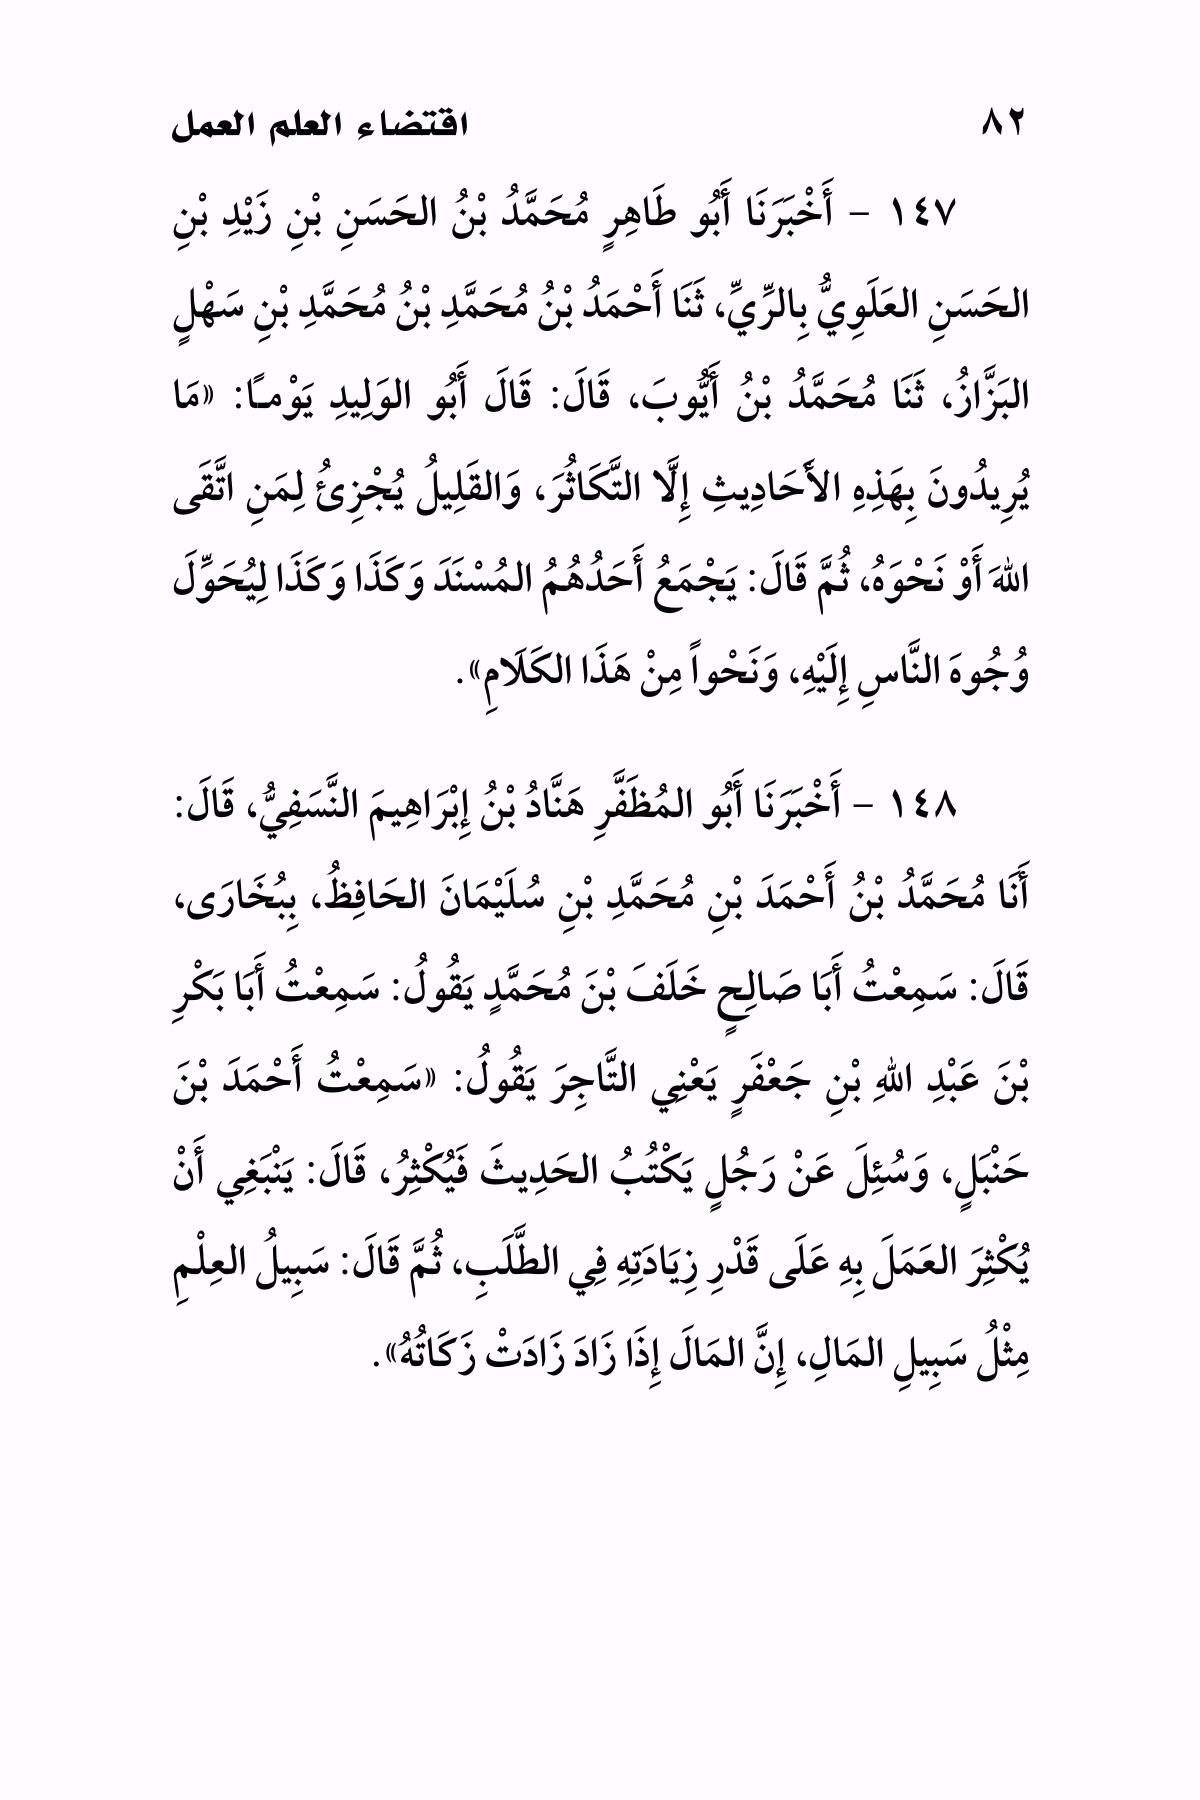 ٨٢ اقتضاء العلم العمل
١٤٧ – أَخْبَرَنَا أَبُو طَاهِرٍ مُحَمَّدُ بْنُ الحَسَنِ بْنِ زَيْدِ بْنِ
الحَسَنِ العَلَوِيُّ بِالرِّيِّ، ثَنَا أَحْمَدُ بْنُ مُحَمَّدِ بْنُ مُحَمَّدِ بْنِ سَهْلٍ
البَزَّازُ، ثَنَا مُحَمَّدُ بْنُ أَيُّوبَ، قَالَ: قَالَ أَبُو الوَلِيدِ يَوْمـًا: «مَا
يُرِيدُونَ بِهَذِهِ الأَحَادِيثِ إِلَّا التَّكَاثُرَ، وَالقَلِيلُ يُجْزِئُ لِمَنِ اتَّقَى
اللهَ أَوْ نَحْوَهُ، ثُمَّ قَالَ: يَجْمَعُ أَحَدُهُمُ المُسْنَدَ وَكَذَا وَكَذَا لِيُحَوِّلَ
وُجُوهَ النَّاسِ إِلَيْهِ، وَنَحْواً مِنْ هَذَا الكَلَامِ».
١٤٨ – أَخْبَرَنَا أَبُو المُظَفَّرِ هَنَّادُ بْنُ إِبْرَاهِيمَ النَّسَفِيُّ، قَالَ:
أَنَا مُحَمَّدُ بْنُ أَحْمَدَ بْنِ مُحَمَّدِ بْنِ سُلَيْمَانَ الحَافِظُ، بِبُخَارَى،
قَالَ: سَمِعْتُ أَبَا صَالِحٍ خَلَفَ بْنَ مُحَمَّدٍ يَقُولُ: سَمِعْتُ أَبَا بَكْرِ
بْنَ عَبْدِ اللهِ بْنِ جَعْفَرٍ يَعْنِي التَّاجِرَ يَقُولُ: «سَمِعْتُ أَحْمَدَ بْنَ
حَنْبَلٍ، وَسُئِلَ عَنْ رَجُلٍ يَكْتُبُ الحَدِيثَ فَيُكْثِرُ، قَالَ: يَنْبَغِي أَنْ
يُكْثِرَ العَمَلَ بِهِ عَلَى قَدْرِ زِيَادَتِهِ فِي الطَّلَبِ، ثُمَّ قَالَ: سَبِيلُ العِلْمِ
مِثْلُ سَبِيلِ المَالِ، إِنَّ المَالَ إِذَا زَادَ زَادَتْ زَكَاتُهُ».